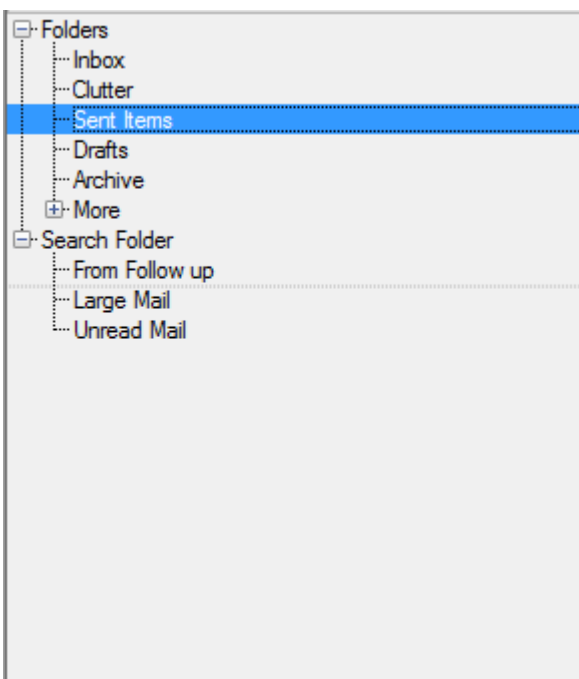 Folders
Inbox
Clutter
Sent Items
Drafts
Archive
More
Search Folder
From Follow up
Large Mail
Unread Mail